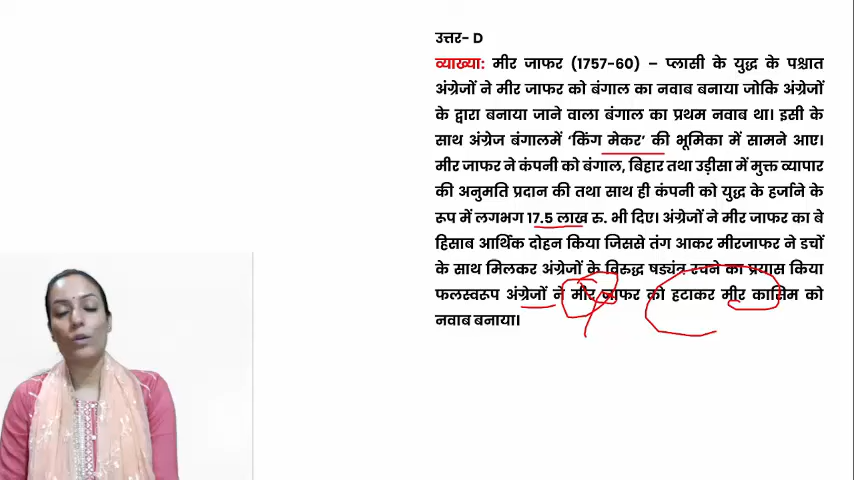 उत्तर- D
व्याख्या: मीर जाफर (1757-60) – प्लासी के युद्ध के पश्चात
अंग्रेजों ने मीर जाफर को बंगाल का नवाब बनाया जोकि अंग्रेजों
के द्वारा बनाया जाने वाला बंगाल का प्रथम नवाब था। इसी के
साथ अंग्रेज बंगालमें 'किंग मेकर' की भूमिका में सामने आए।
मीर जाफर ने कंपनी को बंगाल, बिहार तथा उड़ीसा में मुक्त व्यापार
की अनुमति प्रदान की तथा साथ ही कंपनी को युद्ध के हर्जाने के
रूप में लगभग 17.5 लाख रु. भी दिए। अंग्रेजों ने मीर जाफर का बे
हिसाब आर्थिक दोहन किया जिससे तंग आकर मीरजाफर ने डचों
के साथ मिलकर अंग्रेजों के विरुद्ध षड्यंत्र रचने का प्रयास किया
फलस्वरूप अंग्रेजों ने मीर जाफर को हटाकर मीर कासिम को
नवाब बनाया।